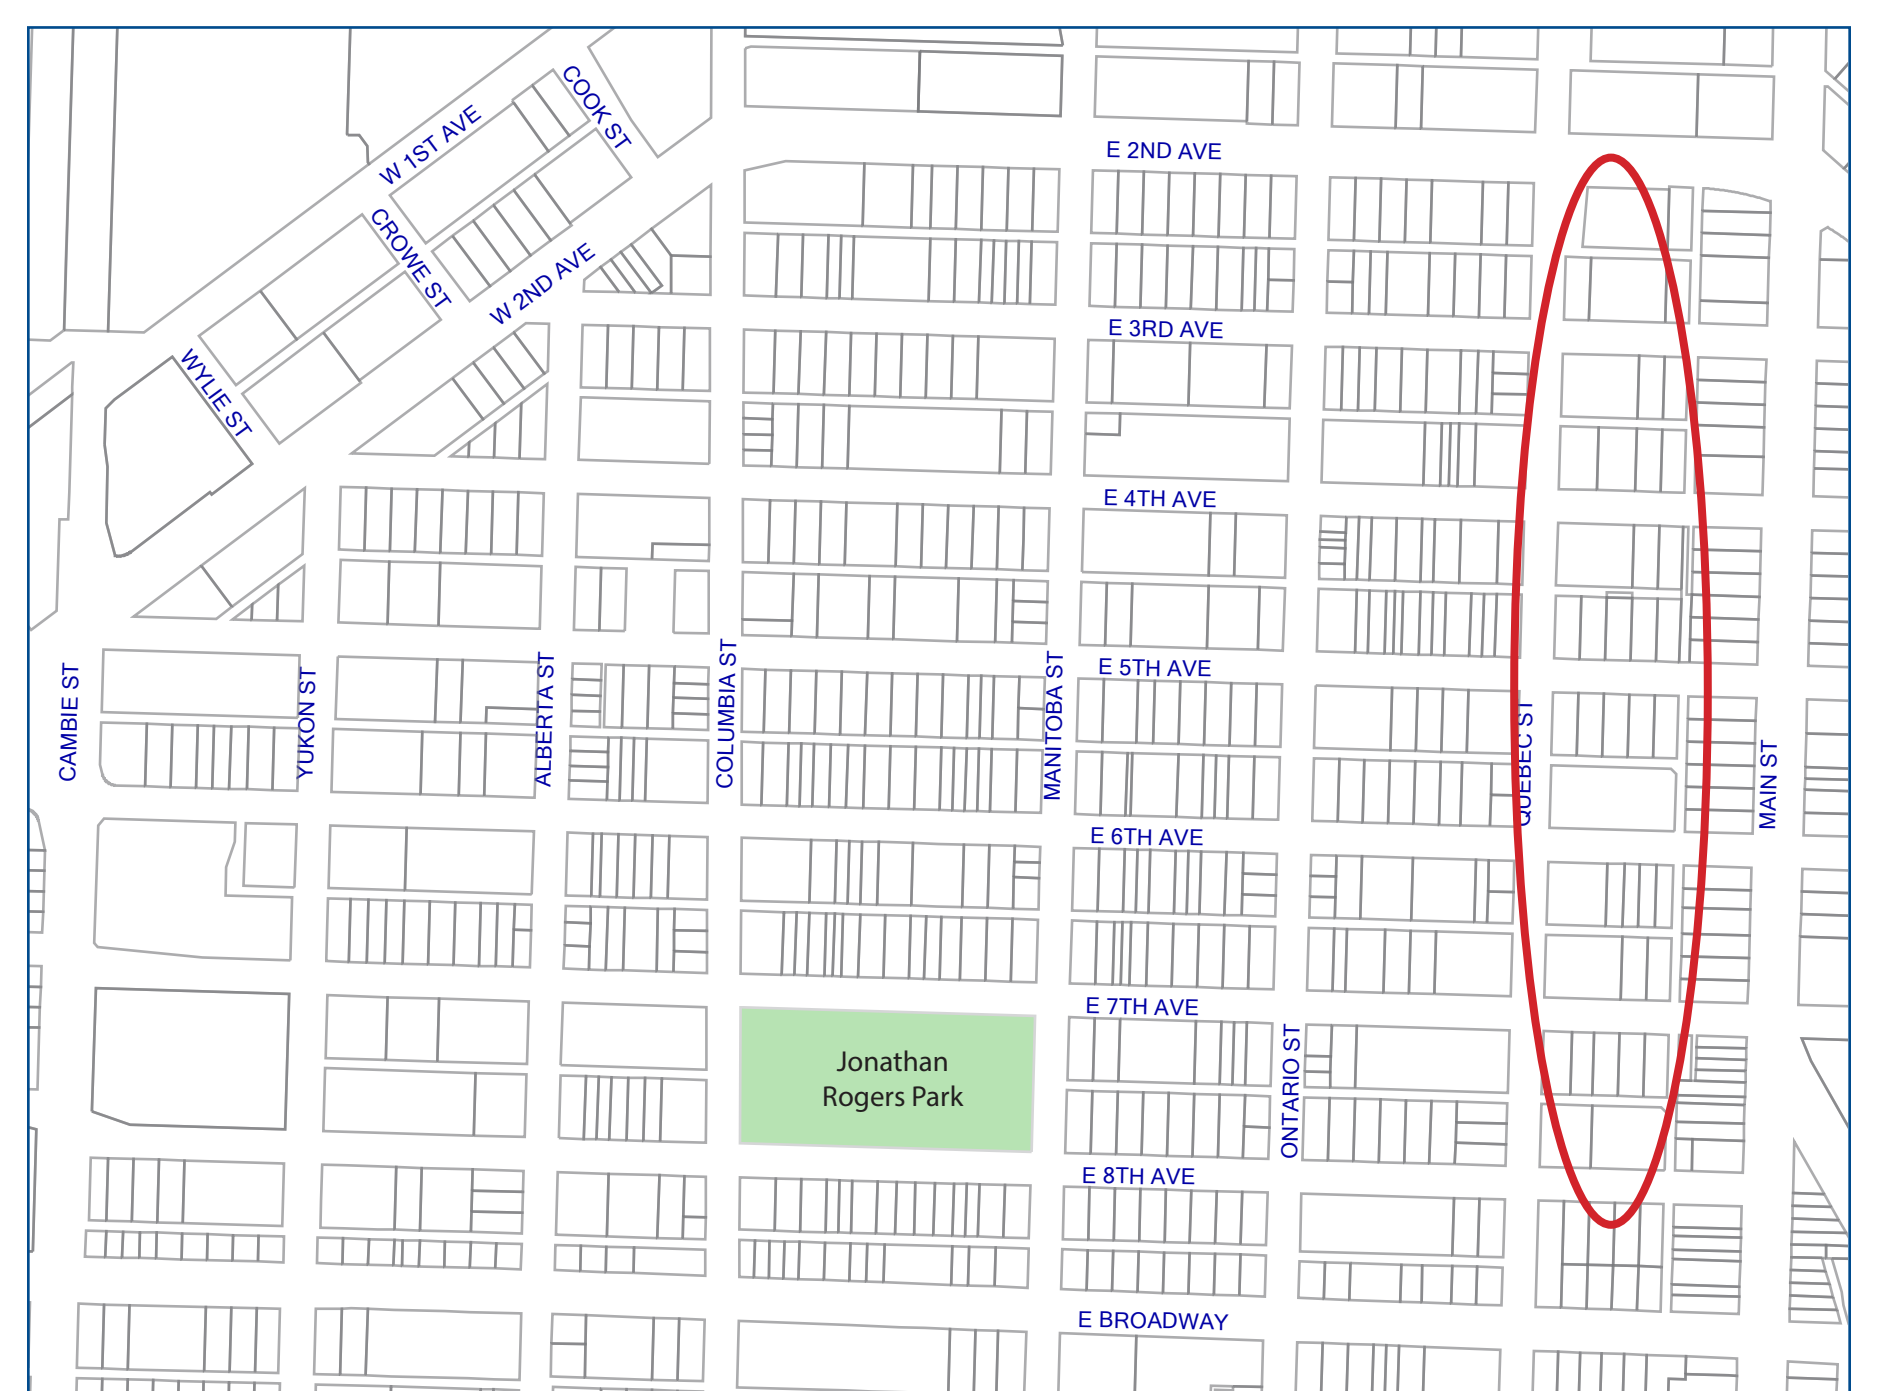 COOK ST
W 1ST AVE
E 2ND AVE
CROWE ST
W 2ND AVE
E 3RD AVE
WYLIE ST
E 4TH AVE
CAMBIE ST
YUKON ST
ALBERTA ST
COLUMBIA ST
MANITOBA ST
E 5TH AVE
QUEBEC ST
MAIN ST
E 6TH AVE
E 7TH AVE
Jonathan
Rogers Park
ONTARIO ST
E 8TH AVE
E BROADWAY